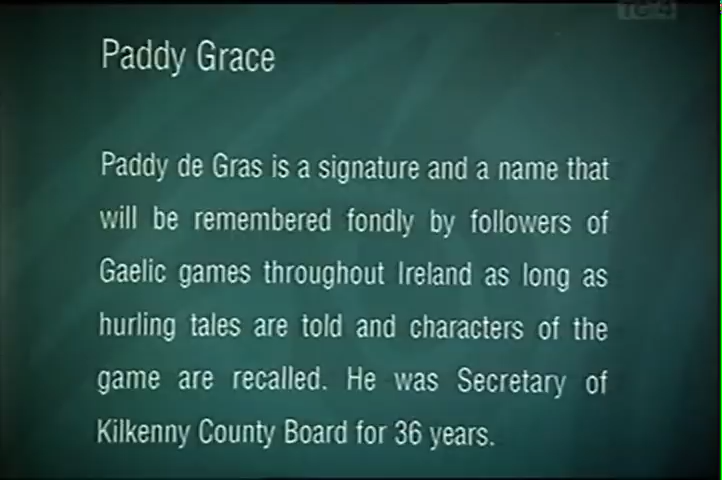 TG4
Paddy Grace
Paddy de Gras is a signature and a name that
will be remembered fondly by followers of
Gaelic games throughout Ireland as long as
hurling tales are told and characters of the
game are recalled. He was Secretary of
Kilkenny County Board for 36 years.